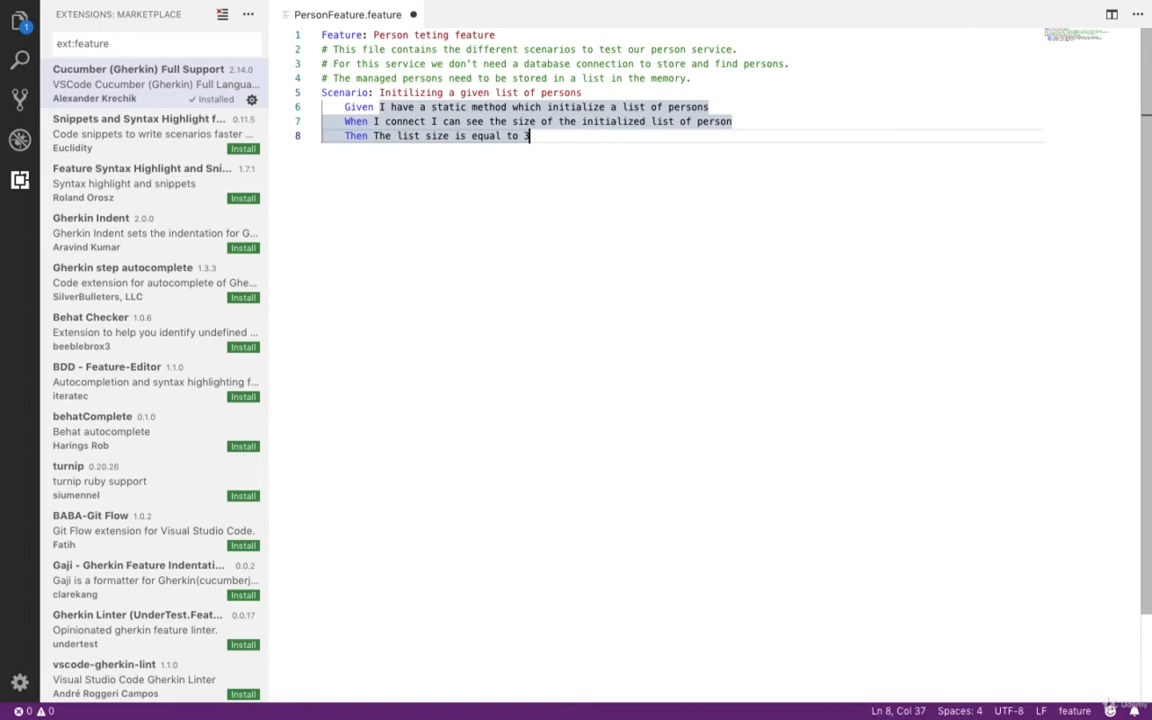 EXTENSIONS: MARKETPLACE
ext:feature
Cucumber (Gherkin) Full Support 2.14.0
VSCode Cucumber (Gherkin) Full Langua...
Alexander Krechik ✓ Installed
Snippets and Syntax Highlight f... 0.11.5
Code snippets to write scenarios faster ...
Euclidity Install
Feature Syntax Highlight and Sni... 1.7.1
Syntax highlight and snippets
Roland Orosz Install
Gherkin Indent 2.0.0
Gherkin Indent sets the indentation for G...
Aravind Kumar Install
Gherkin step autocomplete 1.3.3
Code extension for autocomplete of Ghe...
SilverBulleters, LLC Install
Behat Checker 1.0.6
Extension to help you identify undefined ...
beeblebrox3 Install
BDD - Feature-Editor 1.1.0
Autocompletion and syntax highlighting f...
iteratec Install
behatComplete 0.1.0
Behat autocomplete
Harings Rob Install
turnip 0.20.26
turnip ruby support
siumennel Install
BABA-Git Flow 1.0.2
Git Flow extension for Visual Studio Code.
Fatih Install
Gaji - Gherkin Feature Indentati... 0.0.2
Gaji is a formatter for Gherkin(cucumberj...
clarekang Install
Gherkin Linter (UnderTest.Feat... 0.0.17
Opinionated gherkin feature linter.
undertest Install
vscode-gherkin-lint 1.1.0
Visual Studio Code Gherkin Linter
André Roggeri Campos Install
PersonFeature.feature
1 Feature: Person teting feature
2 # This file contains the different scenarios to test our person service.
3 # For this service we don't need a database connection to store and find persons.
4 # The managed persons need to be stored in a list in the memory.
5 Scenario: Initilizing a given list of persons
6 Given I have a static method which initialize a list of persons
7 When I connect I can see the size of the initialized list of person
8 Then The list size is equal to 3
1
0 0
Ln 8, Col 37 Spaces: 4 UTF-8 LF feature
Udemy